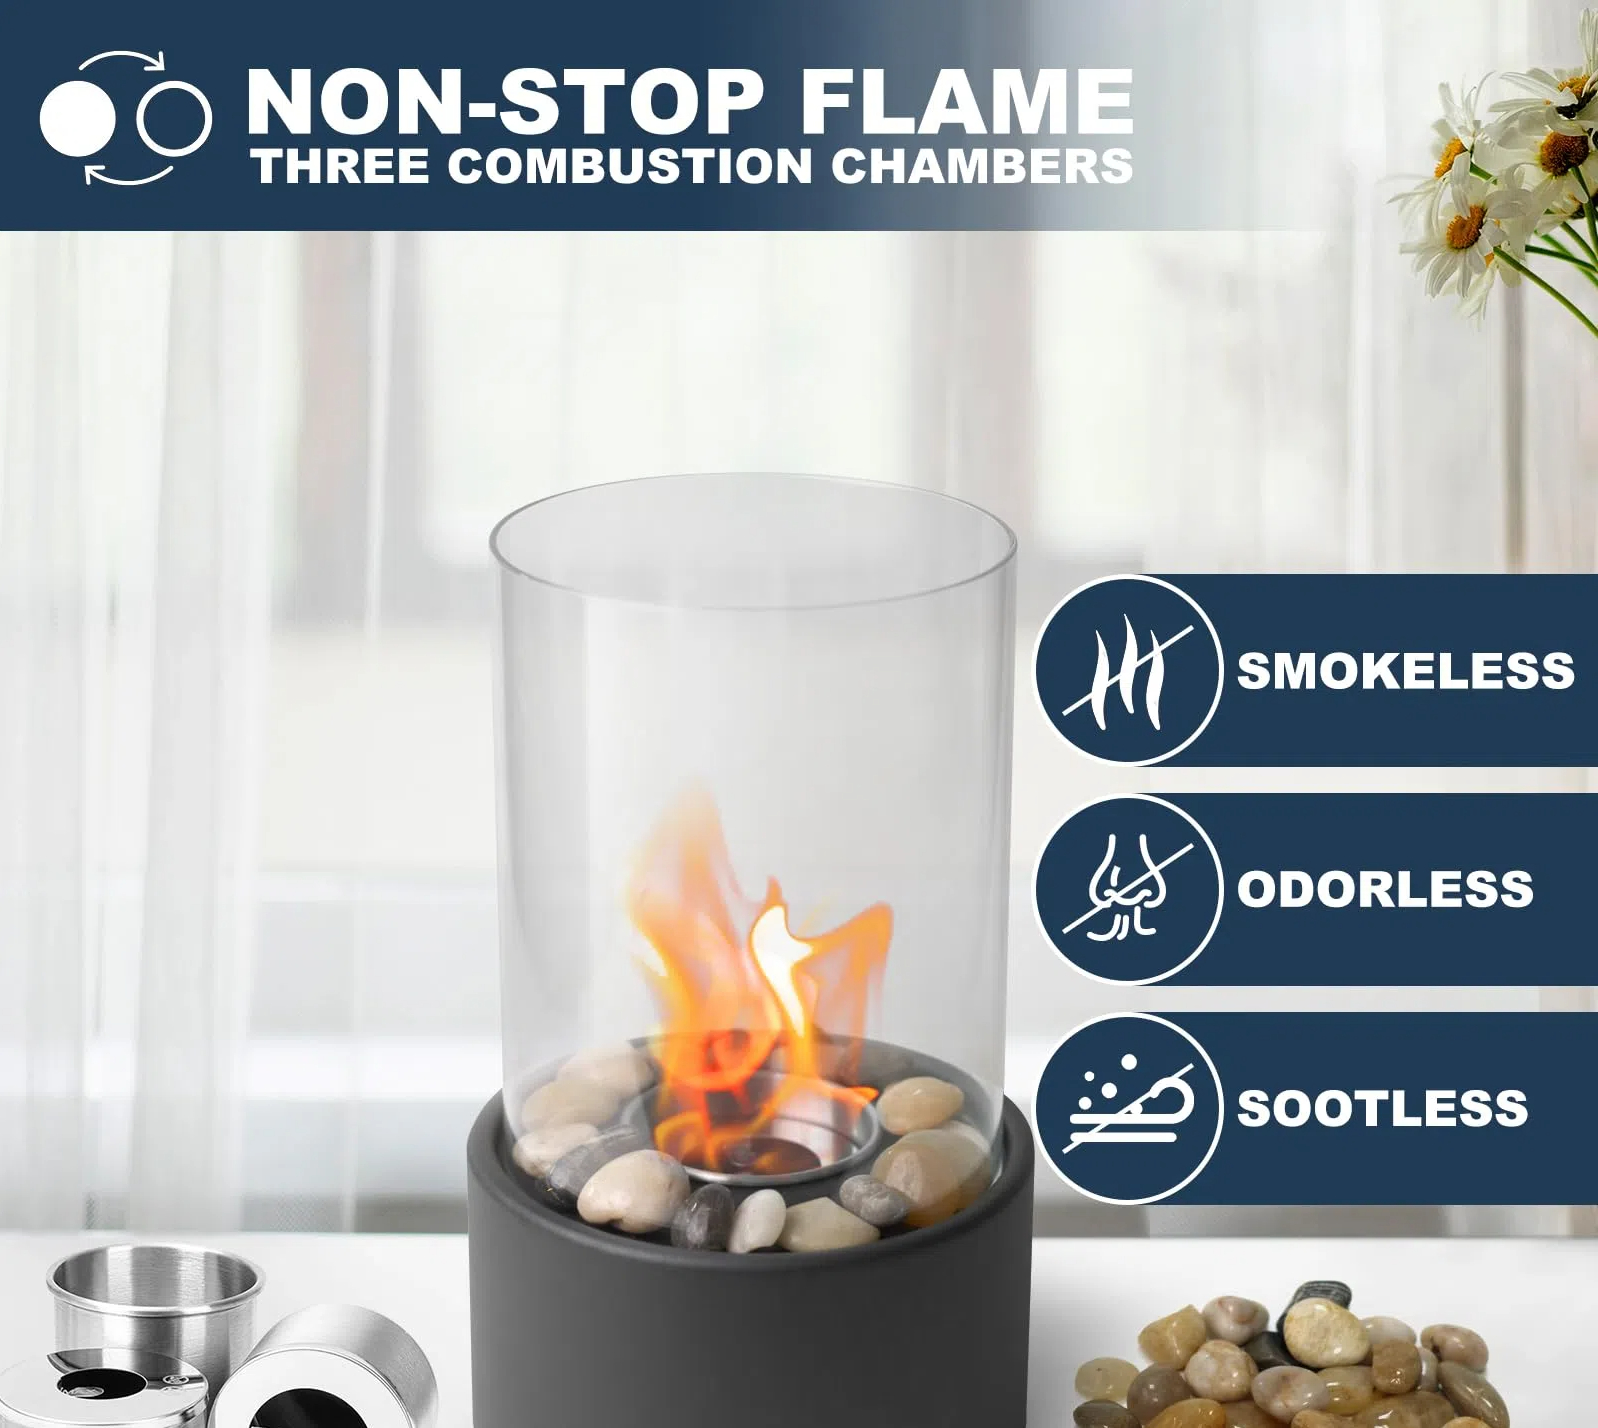 NON-STOP FLAME
THREE COMBUSTION CHAMBERS
SMOKELESS
ODORLESS
SOOTLESS